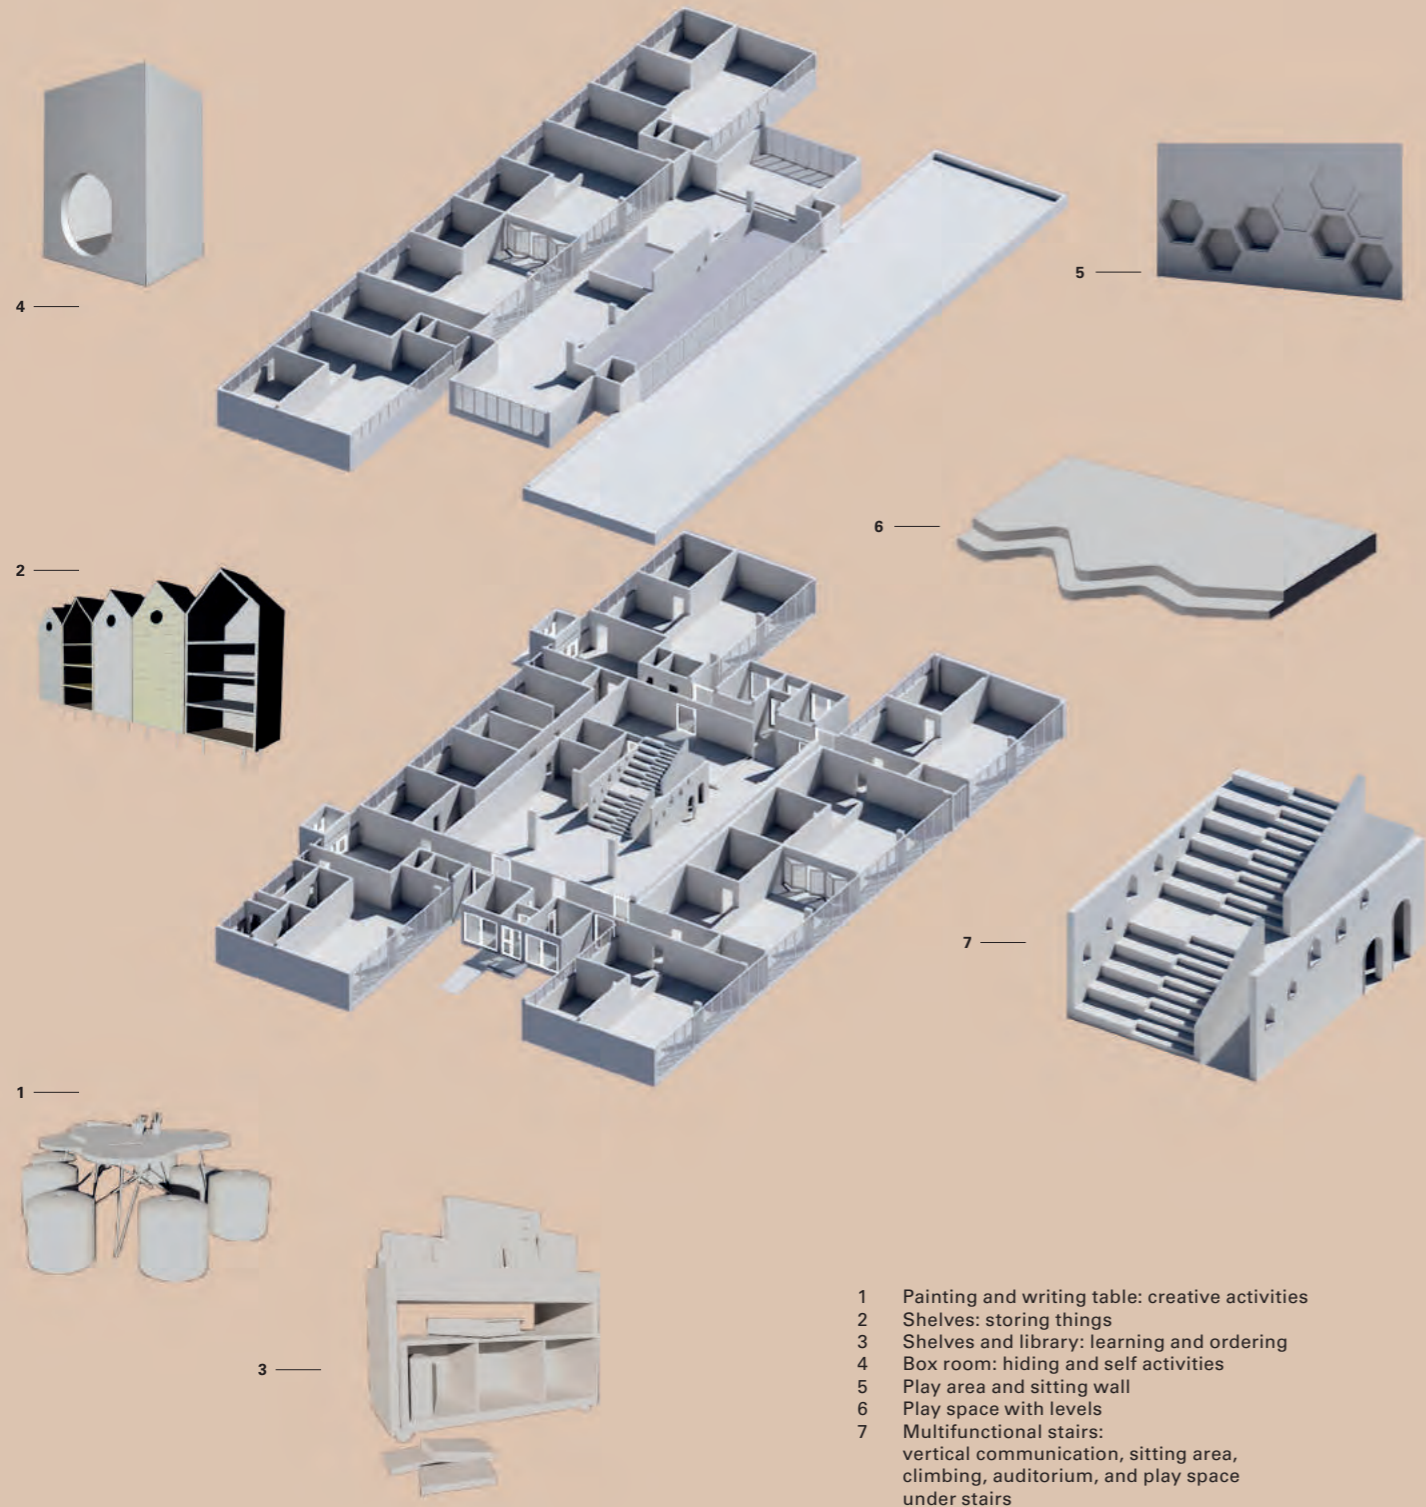 4
5
6
2
7
1
3
1 Painting and writing table: creative activities
2 Shelves: storing things
3 Shelves and library: learning and ordering
4 Box room: hiding and self activities
5 Play area and sitting wall
6 Play space with levels
7 Multifunctional stairs:
vertical communication, sitting area,
climbing, auditorium, and play space
under stairs